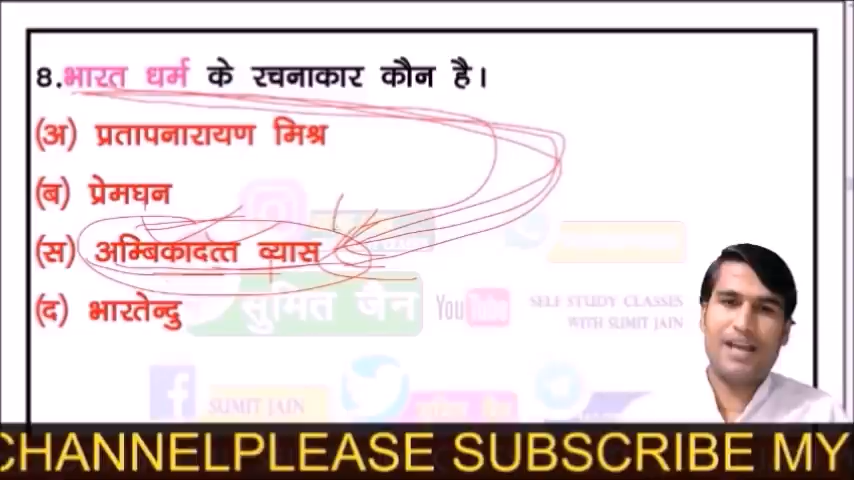 8.भारत धर्म के रचनाकार कौन है।
(अ) प्रतापनारायण मिश्र
(ब) प्रेमघन
(स) अम्बिकादत्त व्यास
(द) भारतेन्दु
सुमित जैन
YouTube
SELF STUDY CLASSES
WITH SUMIT JAIN
SUMIT JAIN
CHANNELPLEASE SUBSCRIBE MY